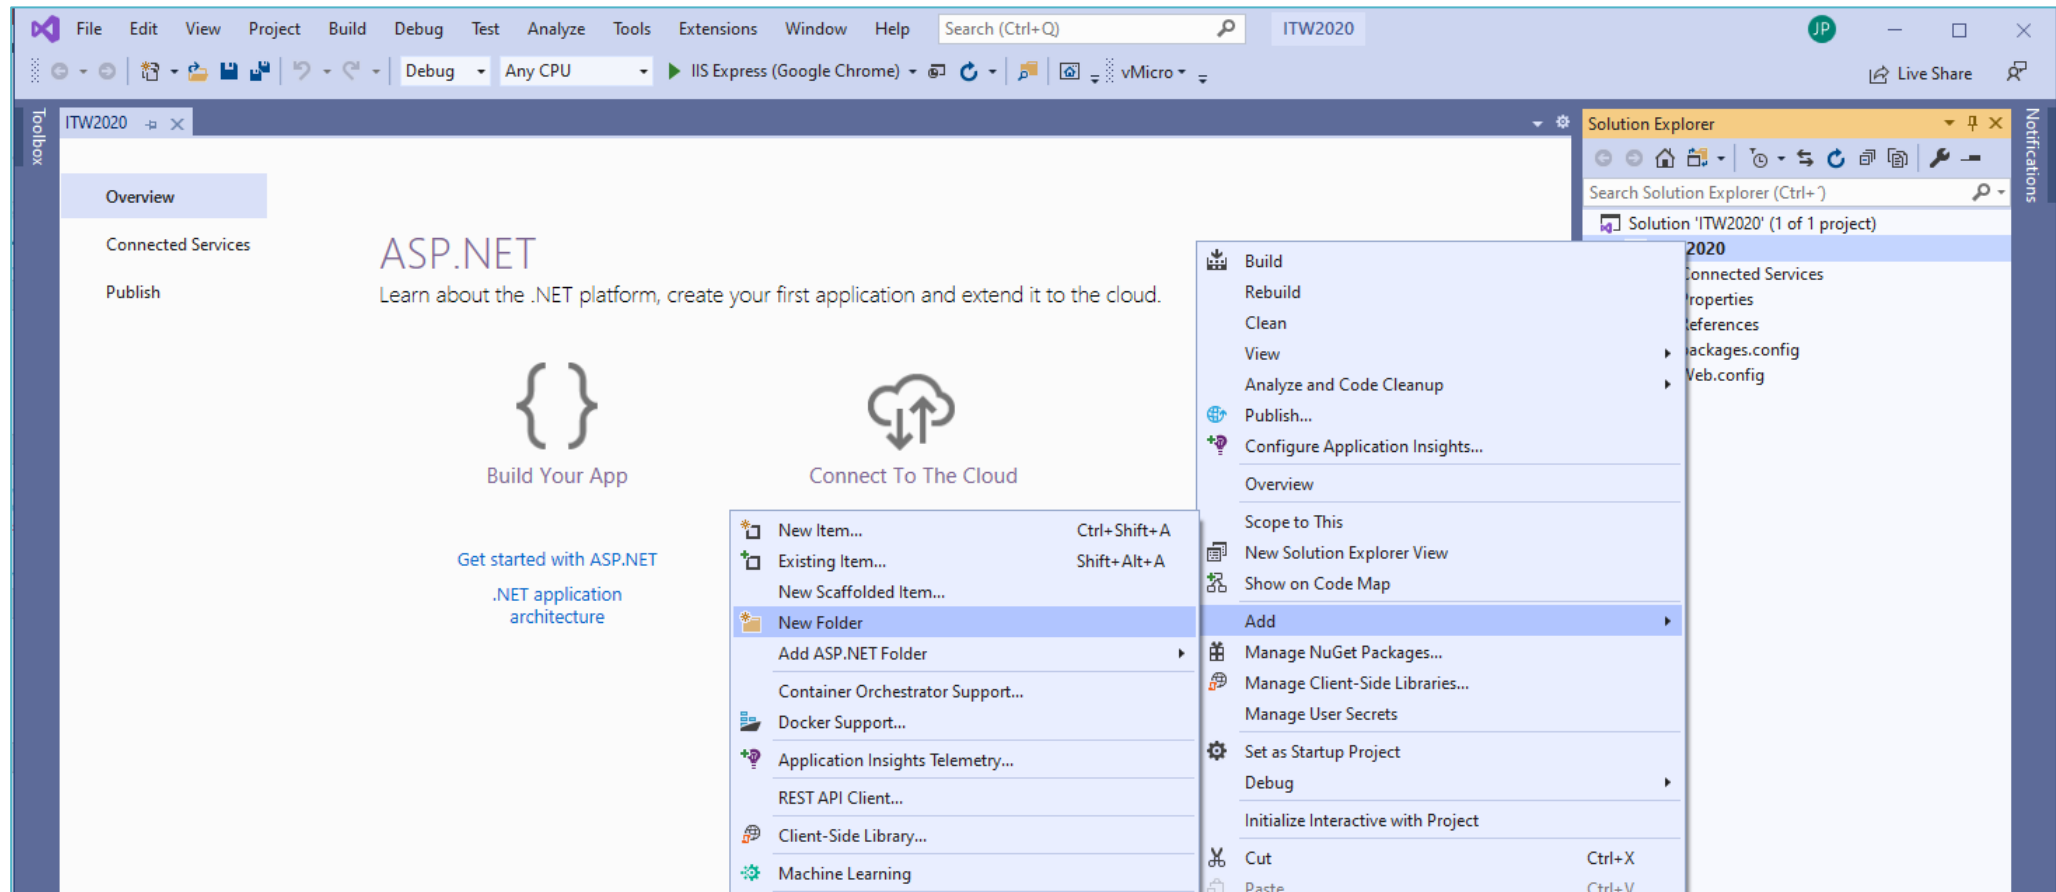 File Edit View Project Build Debug Test Analyze Tools Extensions Window Help Search (Ctrl+Q) ITW2020 JP
Debug Any CPU IIS Express (Google Chrome) vMicro Live Share
Toolbox
ITW2020
Overview
Connected Services
Publish
ASP.NET
Learn about the .NET platform, create your first application and extend it to the cloud.
Build Your App
Connect To The Cloud
Get started with ASP.NET
.NET application
architecture
New Item... Ctrl+Shift+A
Existing Item... Shift+Alt+A
New Scaffolded Item...
New Folder
Add ASP.NET Folder
Container Orchestrator Support...
Docker Support...
Application Insights Telemetry...
REST API Client...
Client-Side Library...
Machine Learning
Build
Rebuild
Clean
View
Analyze and Code Cleanup
Publish...
Configure Application Insights...
Overview
Scope to This
New Solution Explorer View
Show on Code Map
Add
Manage NuGet Packages...
Manage Client-Side Libraries...
Manage User Secrets
Set as Startup Project
Debug
Initialize Interactive with Project
Cut Ctrl+X
Paste Ctrl+V
Solution Explorer
Search Solution Explorer (Ctrl+´)
Solution 'ITW2020' (1 of 1 project)
2020
Connected Services
Properties
References
packages.config
Web.config
Notifications